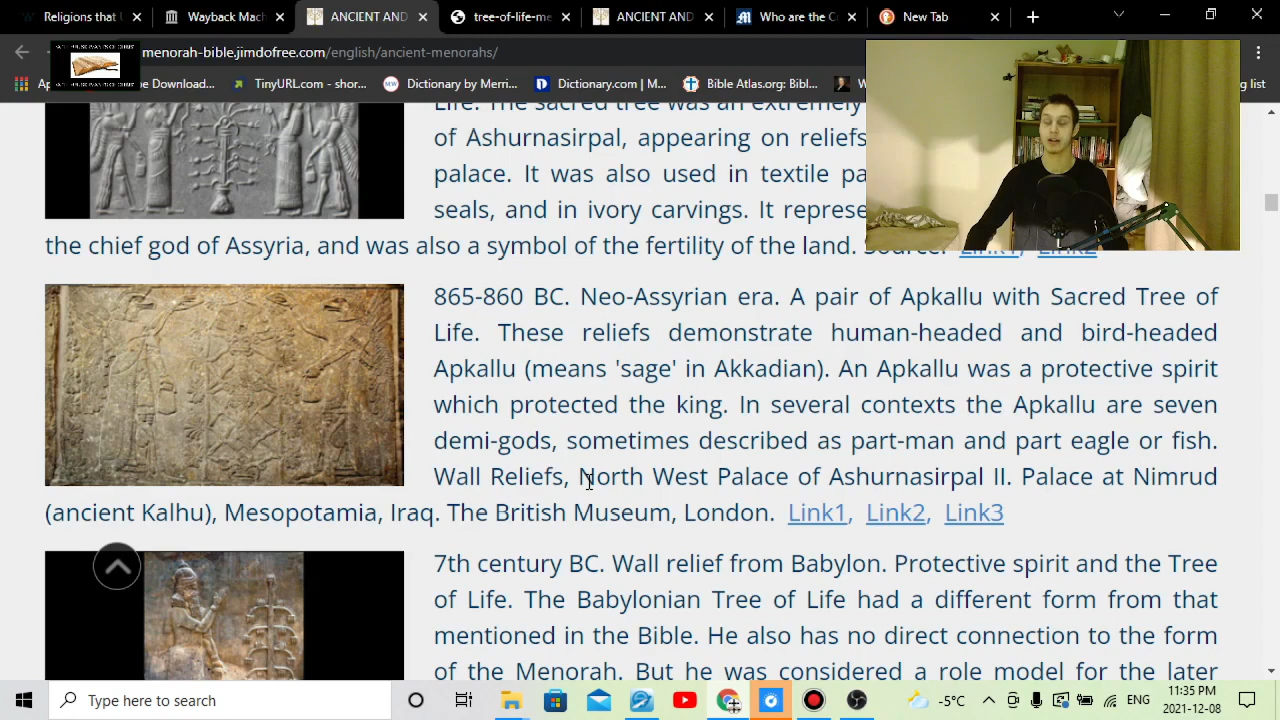 Religions that
Wayback Mach
ANCIENT AND
tree-of-life-me
ANCIENT AND
Who are the C
New Tab
menorah-bible.jimdofree.com/english/ancient-menorahs/
Download...
TinyURL.com - shor...
Dictionary by Merri...
Dictionary.com | M...
Bible Atlas.org: Bibl...
Life. The sacred tree was an extremely
of Ashurnasirpal, appearing on reliefs
palace. It was also used in textile pa
seals, and in ivory carvings. It represe
the chief god of Assyria, and was also a symbol of the fertility of the land. Source: Link1, Link2
865-860 BC. Neo-Assyrian era. A pair of Apkallu with Sacred Tree of
Life. These reliefs demonstrate human-headed and bird-headed
Apkallu (means 'sage' in Akkadian). An Apkallu was a protective spirit
which protected the king. In several contexts the Apkallu are seven
demi-gods, sometimes described as part-man and part eagle or fish.
Wall Reliefs, North West Palace of Ashurnasirpal II. Palace at Nimrud
(ancient Kalhu), Mesopotamia, Iraq. The British Museum, London. Link1, Link2, Link3
7th century BC. Wall relief from Babylon. Protective spirit and the Tree
of Life. The Babylonian Tree of Life had a different form from that
mentioned in the Bible. He also has no direct connection to the form
of the Menorah. But he was considered a role model for the later
Type here to search
-5°C
ENG
11:35 PM
2021-12-08